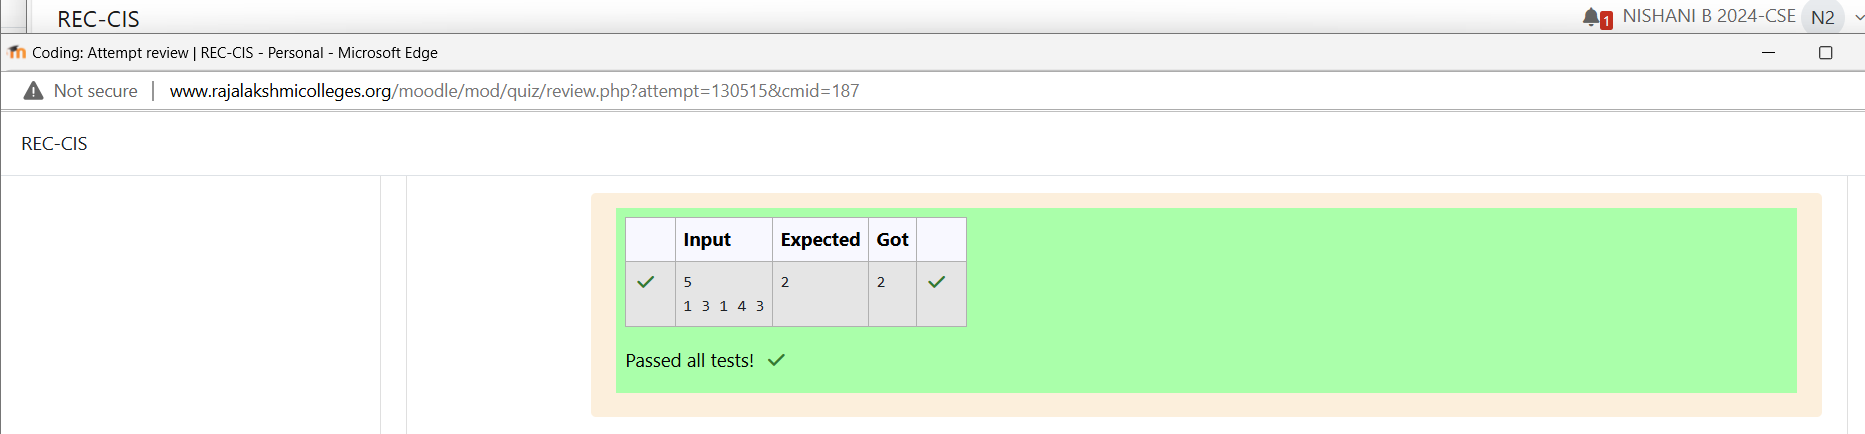 REC-CIS
1 NISHANI B 2024-CSE N2
Coding: Attempt review | REC-CIS - Personal - Microsoft Edge
Not secure | www.rajalakshmicolleges.org/moodle/mod/quiz/review.php?attempt=130515&cmid=187
REC-CIS
Input Expected Got
5 2 2
1 3 1 4 3
Passed all tests!